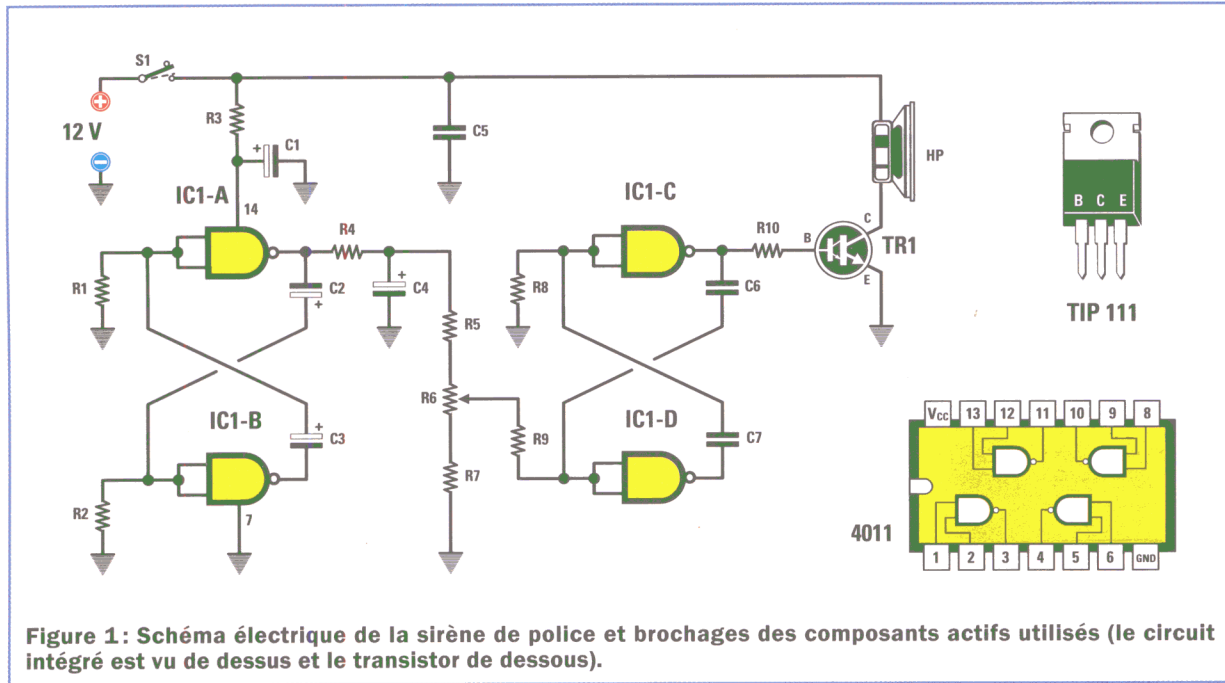 S1
R3
12 V
C1
C5
HP
IC1-A
14
IC1-C
R4
R10
B
C
E
TR1
R1
C2
+
C4
+
R8
C6
R5
B C E
TIP 111
R6
IC1-B
IC1-D
C3
+
R9
C7
R7
R2
7
4011
Vcc 13 12 11 10 9 8
1 2 3 4 5 6 GND
+
+
−
Figure 1: Schéma électrique de la sirène de police et brochages des composants actifs utilisés (le circuit
intégré est vu de dessus et le transistor de dessous).